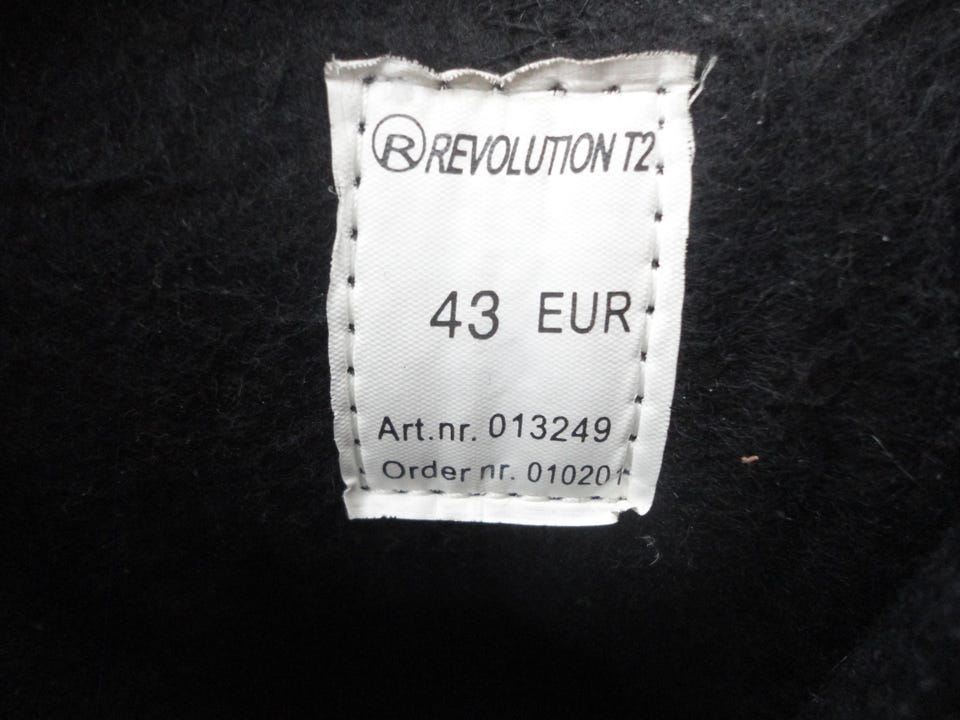 ® REVOLUTION T2
43 EUR
Art.nr. 013249
Order nr. 010201